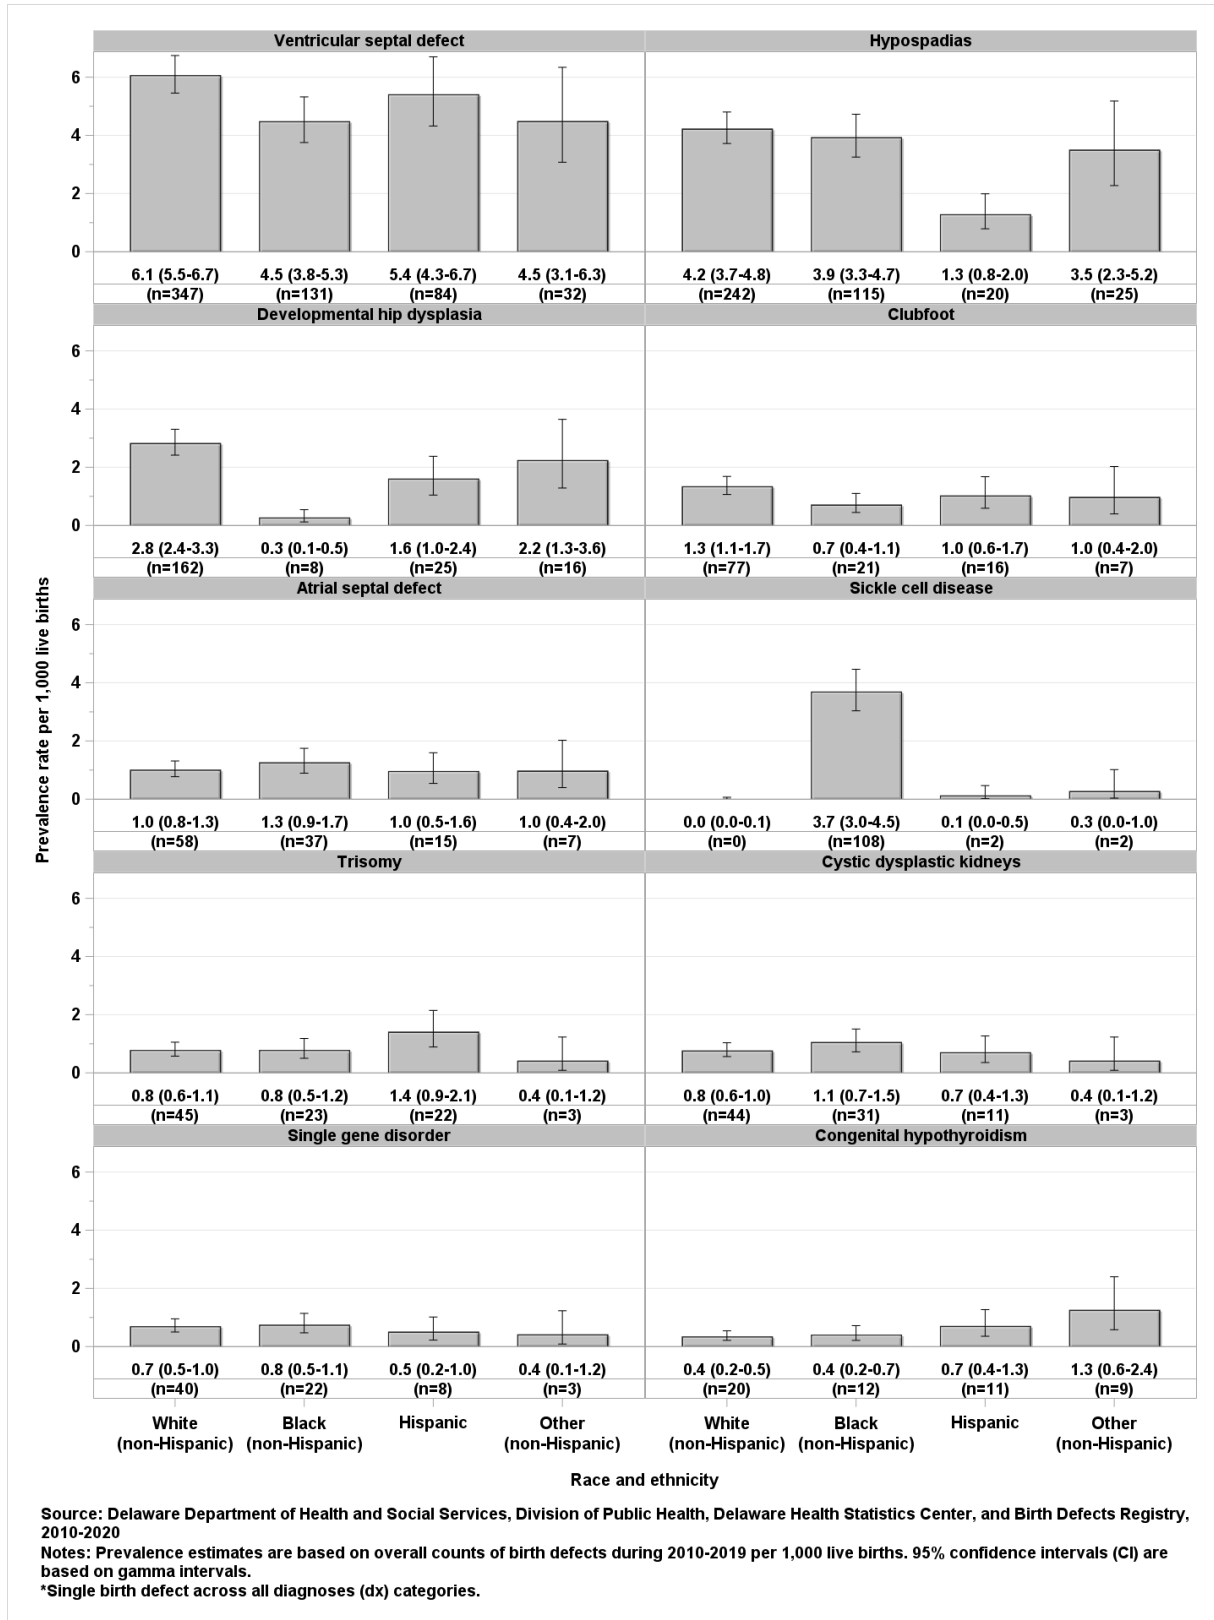 Ventricular septal defect
Hypospadias
6
4
2
0
6.1 (5.5-6.7) 4.5 (3.8-5.3) 5.4 (4.3-6.7) 4.5 (3.1-6.3)
(n=347) (n=131) (n=84) (n=32)
4.2 (3.7-4.8) 3.9 (3.3-4.7) 1.3 (0.8-2.0) 3.5 (2.3-5.2)
(n=242) (n=115) (n=20) (n=25)
Developmental hip dysplasia
Clubfoot
6
4
2
0
2.8 (2.4-3.3) 0.3 (0.1-0.5) 1.6 (1.0-2.4) 2.2 (1.3-3.6)
(n=162) (n=8) (n=25) (n=16)
1.3 (1.1-1.7) 0.7 (0.4-1.1) 1.0 (0.6-1.7) 1.0 (0.4-2.0)
(n=77) (n=21) (n=16) (n=7)
Prevalence rate per 1,000 live births
Atrial septal defect
Sickle cell disease
6
4
2
0
1.0 (0.8-1.3) 1.3 (0.9-1.7) 1.0 (0.5-1.6) 1.0 (0.4-2.0)
(n=58) (n=37) (n=15) (n=7)
0.0 (0.0-0.1) 3.7 (3.0-4.5) 0.1 (0.0-0.5) 0.3 (0.0-1.0)
(n=0) (n=108) (n=2) (n=2)
Trisomy
Cystic dysplastic kidneys
6
4
2
0
0.8 (0.6-1.1) 0.8 (0.5-1.2) 1.4 (0.9-2.1) 0.4 (0.1-1.2)
(n=45) (n=23) (n=22) (n=3)
0.8 (0.6-1.0) 1.1 (0.7-1.5) 0.7 (0.4-1.3) 0.4 (0.1-1.2)
(n=44) (n=31) (n=11) (n=3)
Single gene disorder
Congenital hypothyroidism
6
4
2
0
0.7 (0.5-1.0) 0.8 (0.5-1.1) 0.5 (0.2-1.0) 0.4 (0.1-1.2)
(n=40) (n=22) (n=8) (n=3)
0.4 (0.2-0.5) 0.4 (0.2-0.7) 0.7 (0.4-1.3) 1.3 (0.6-2.4)
(n=20) (n=12) (n=11) (n=9)
White Black Hispanic Other
(non-Hispanic) (non-Hispanic) (non-Hispanic)
White Black Hispanic Other
(non-Hispanic) (non-Hispanic) (non-Hispanic)
Race and ethnicity
Source: Delaware Department of Health and Social Services, Division of Public Health, Delaware Health Statistics Center, and Birth Defects Registry,
2010-2020
Notes: Prevalence estimates are based on overall counts of birth defects during 2010-2019 per 1,000 live births. 95% confidence intervals (CI) are
based on gamma intervals.
*Single birth defect across all diagnoses (dx) categories.